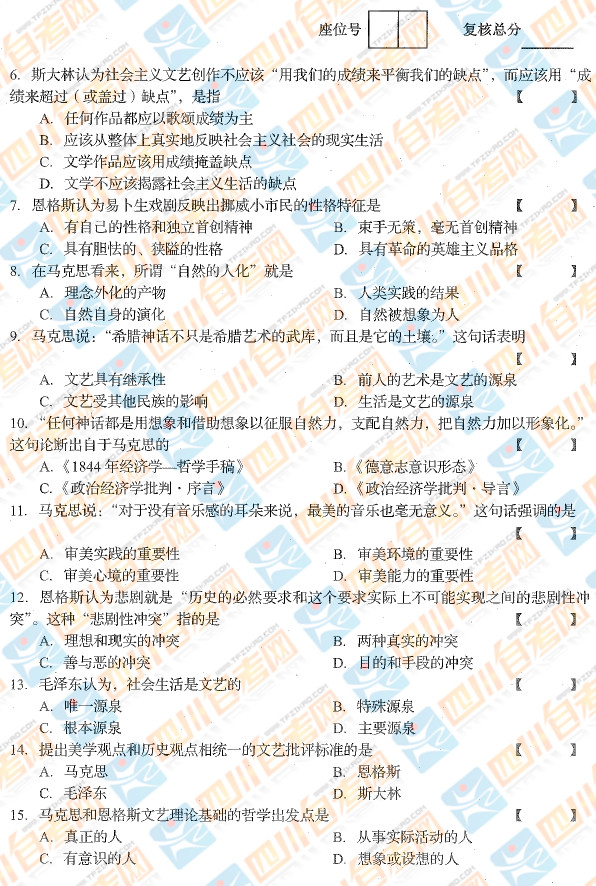 座位号 复核总分
6. 斯大林认为社会主义文艺创作不应该“用我们的成绩来平衡我们的缺点”，而应该用“成
绩来超过（或盖过）缺点”，是指 【 】
A. 任何作品都应以歌颂成绩为主
B. 应该从整体上真实地反映社会主义社会的现实生活
C. 文学作品应该用成绩掩盖缺点
D. 文学不应该揭露社会主义生活的缺点
7. 恩格斯认为易卜生戏剧反映出挪威小市民的性格特征是 【 】
A. 有自己的性格和独立首创精神 B. 束手无策，毫无首创精神
C. 具有胆怯的、狭隘的性格 D. 具有革命的英雄主义品格
8. 在马克思看来，所谓“自然的人化”就是 【 】
A. 理念外化的产物 B. 人类实践的结果
C. 自然自身的演化 D. 自然被想象为人
9. 马克思说：“希腊神话不只是希腊艺术的武库，而且是它的土壤。”这句话表明
【 】
A. 文艺具有继承性 B. 前人的艺术是文艺的源泉
C. 文艺受其他民族的影响 D. 生活是文艺的源泉
10. “任何神话都是用想象和借助想象以征服自然力，支配自然力，把自然力加以形象化。”
这句论断出自于马克思的 【 】
A.《1844年经济学—哲学手稿》 B.《德意志意识形态》
C.《政治经济学批判·序言》 D.《政治经济学批判·导言》
11. 马克思说：“对于没有音乐感的耳朵来说，最美的音乐也毫无意义。”这句话强调的是
【 】
A. 审美实践的重要性 B. 审美环境的重要性
C. 审美心境的重要性 D. 审美能力的重要性
12. 恩格斯认为悲剧就是“历史的必然要求和这个要求实际上不可能实现之间的悲剧性冲
突”。这种“悲剧性冲突”指的是 【 】
A. 理想和现实的冲突 B. 两种真实的冲突
C. 善与恶的冲突 D. 目的和手段的冲突
13. 毛泽东认为，社会生活是文艺的 【 】
A. 唯一源泉 B. 特殊源泉
C. 根本源泉 D. 主要源泉
14. 提出美学观点和历史观点相统一的文艺批评标准的是 【 】
A. 马克思 B. 恩格斯
C. 毛泽东 D. 斯大林
15. 马克思和恩格斯文艺理论基础的哲学出发点是 【 】
A. 真正的人 B. 从事实际活动的人
C. 有意识的人 D. 想象或设想的人